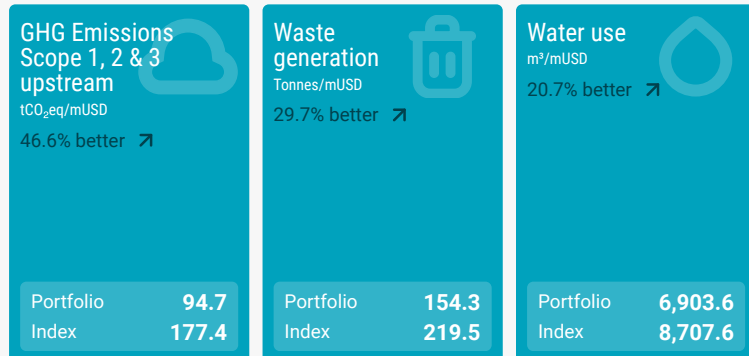 GHG Emissions
Scope 1, 2 & 3
upstream
tCO₂eq/mUSD
46.6% better
Portfolio 94.7
Index 177.4
Waste
generation
Tonnes/mUSD
29.7% better
Portfolio 154.3
Index 219.5
Water use
m³/mUSD
20.7% better
Portfolio 6,903.6
Index 8,707.6